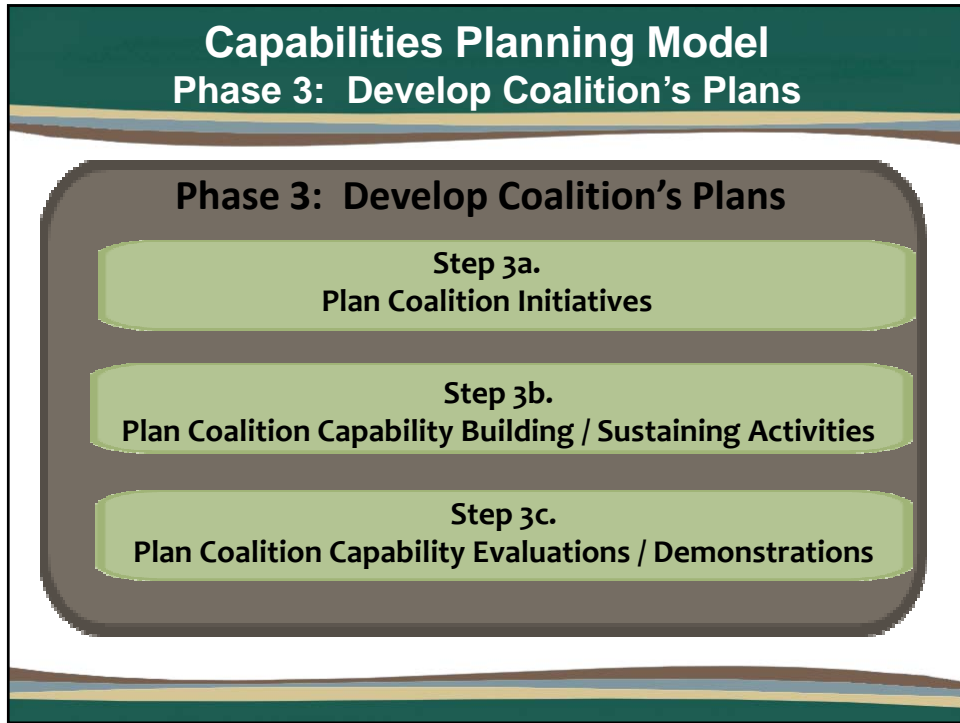 Capabilities Planning Model
Phase 3: Develop Coalition's Plans
Phase 3: Develop Coalition's Plans
Step 3a.
Plan Coalition Initiatives
Step 3b.
Plan Coalition Capability Building / Sustaining Activities
Step 3c.
Plan Coalition Capability Evaluations / Demonstrations